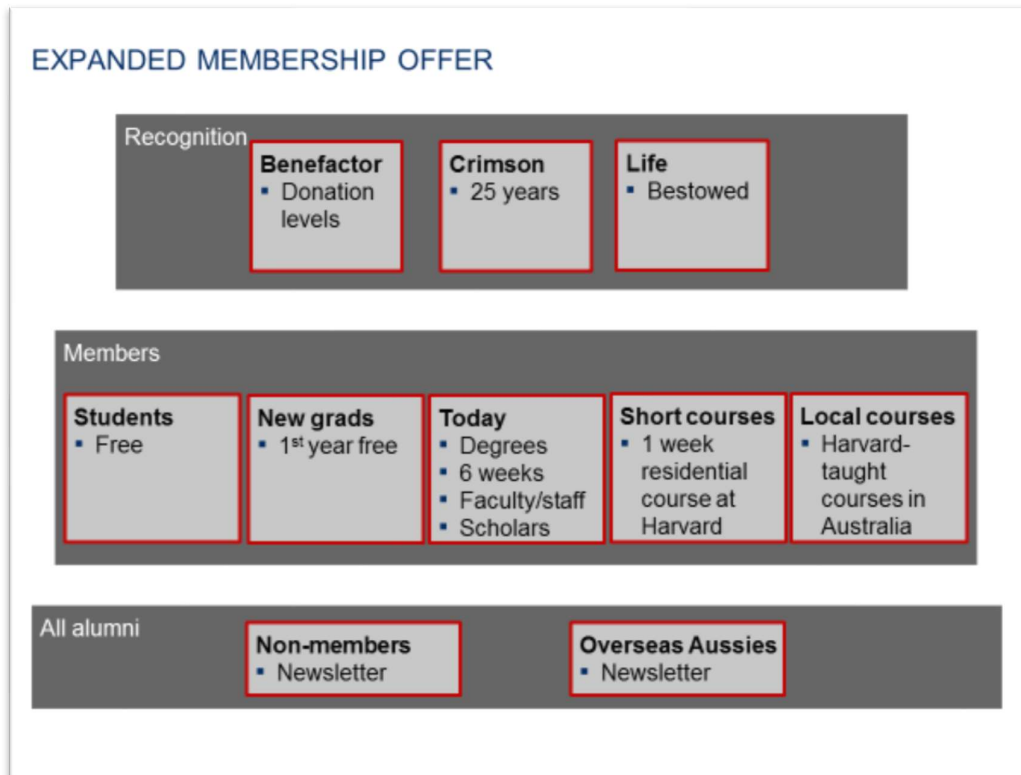 EXPANDED MEMBERSHIP OFFER
Recognition
Benefactor
▪ Donation
levels
Crimson
▪ 25 years
Life
▪ Bestowed
Members
Students
▪ Free
New grads
▪ 1st year free
Today
▪ Degrees
▪ 6 weeks
▪ Faculty/staff
▪ Scholars
Short courses
▪ 1 week
residential
course at
Harvard
Local courses
▪ Harvard-
taught
courses in
Australia
All alumni
Non-members
▪ Newsletter
Overseas Aussies
▪ Newsletter